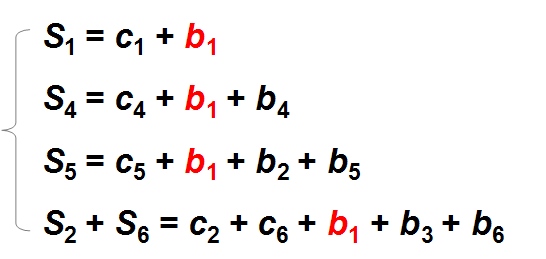 S₁ = c₁ + b₁
S₄ = c₄ + b₁ + b₄
S₅ = c₅ + b₁ + b₂ + b₅
S₂ + S₆ = c₂ + c₆ + b₁ + b₃ + b₆